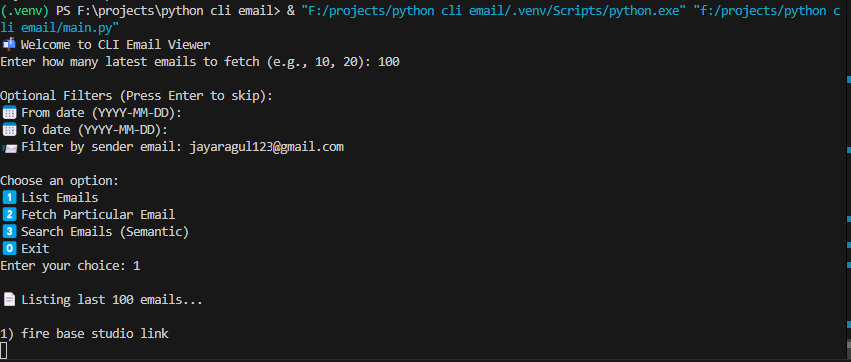 (.venv) PS F:\projects\python cli email> & "F:/projects/python cli email/.venv/Scripts/python.exe" "f:/projects/python c
li email/main.py"
📬 Welcome to CLI Email Viewer
Enter how many latest emails to fetch (e.g., 10, 20): 100
Optional Filters (Press Enter to skip):
📅 From date (YYYY-MM-DD):
📅 To date (YYYY-MM-DD):
📨 Filter by sender email: jayaragul123@gmail.com
Choose an option:
1️⃣ List Emails
2️⃣ Fetch Particular Email
3️⃣ Search Emails (Semantic)
0️⃣ Exit
Enter your choice: 1
📄 Listing last 100 emails...
1) fire base studio link